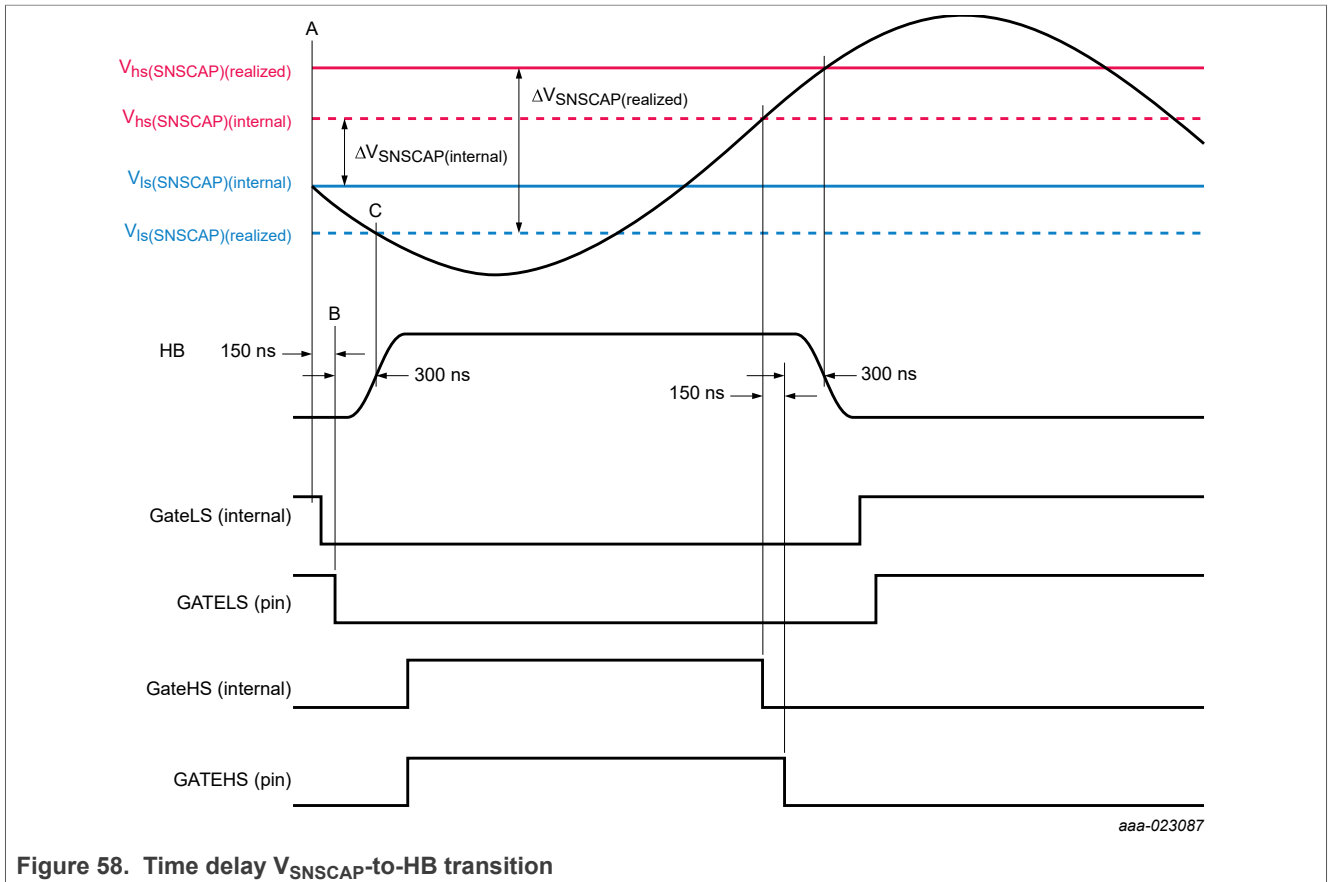 A
Vhs(SNSCAP)(realized)
ΔVSNSCAP(realized)
Vhs(SNSCAP)(internal)
ΔVSNSCAP(internal)
Vls(SNSCAP)(internal)
C
Vls(SNSCAP)(realized)
B
HB 150 ns
300 ns
300 ns
150 ns
GateLS (internal)
GATELS (pin)
GateHS (internal)
GATEHS (pin)
aaa-023087
Figure 58. Time delay VSNSCAP-to-HB transition